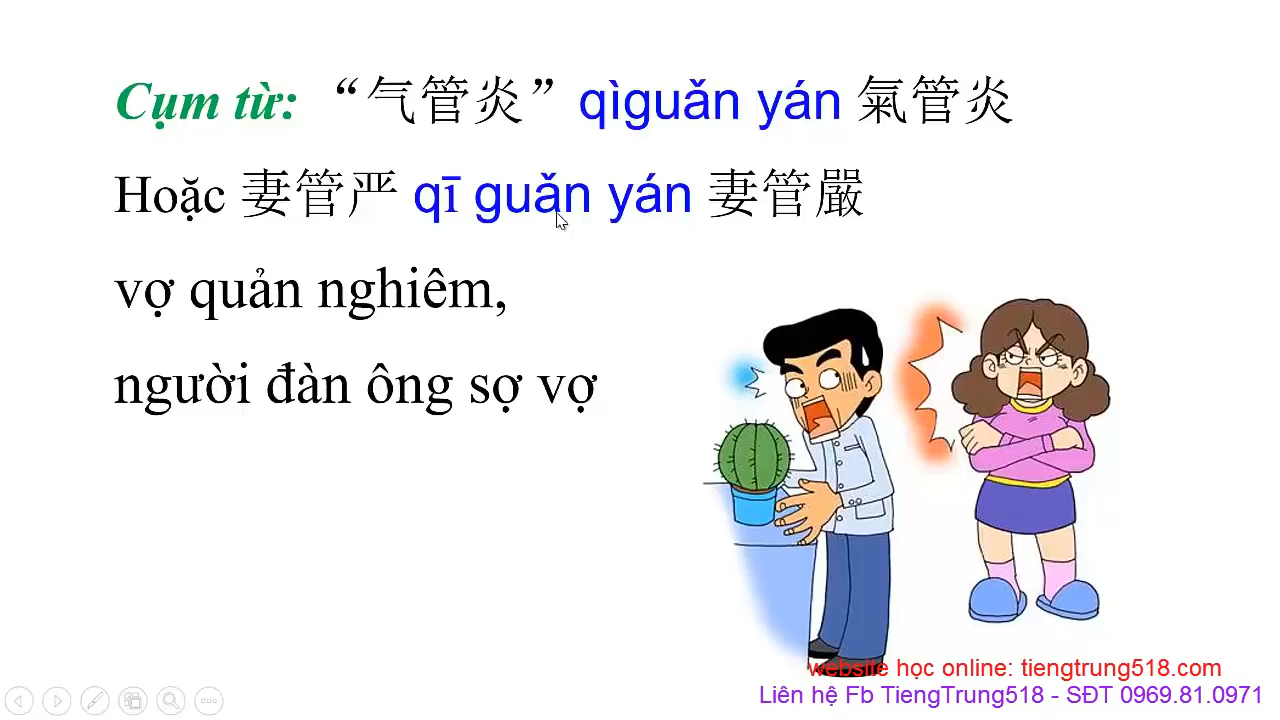 Cụm từ: “气管炎” qìguǎn yán 氣管炎
Hoặc 妻管严 qī guǎn yán 妻管嚴
vợ quản nghiêm,
người đàn ông sợ vợ
website học online: tiengtrung518.com
Liên hệ Fb TiengTrung518 - SĐT 0969.81.0971